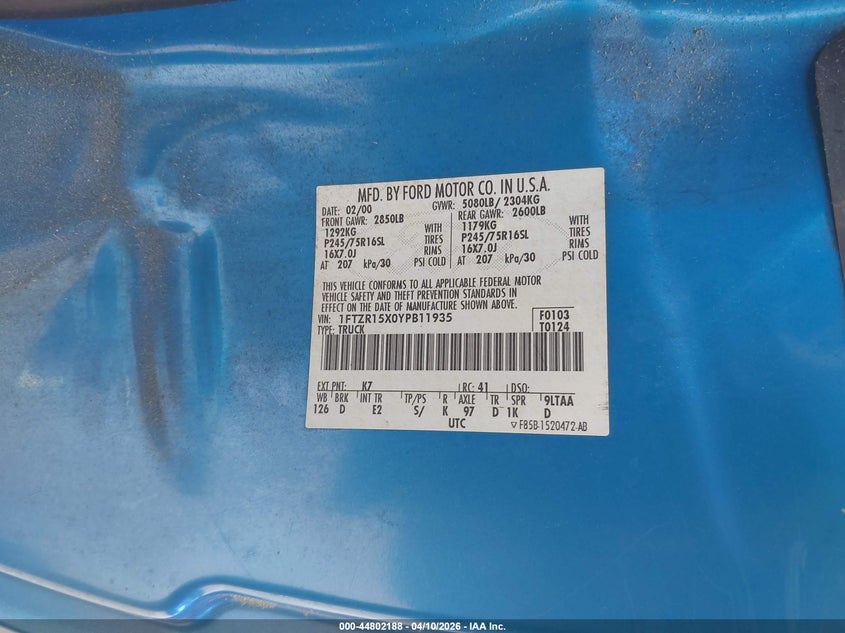 MFD. BY FORD MOTOR CO. IN U.S.A.
DATE: 02/00 GVWR: 5080LB/ 2304KG
FRONT GAWR: 2850LB REAR GAWR: 2600LB
1292KG WITH 1179KG WITH
P245/75R16SL TIRES P245/75R16SL TIRES
16X7.0J RIMS 16X7.0J RIMS
AT 207 kPa/30 PSI COLD AT 207 kPa/30 PSI COLD
THIS VEHICLE CONFORMS TO ALL APPLICABLE FEDERAL MOTOR
VEHICLE SAFETY AND THEFT PREVENTION STANDARDS IN
EFFECT ON THE DATE OF MANUFACTURE SHOWN ABOVE.
VIN: 1FTZR15X0YPB11935 F0103
TYPE: TRUCK T0124
EXT PNT: K7 RC: 41 DSO:
WB BRK INT TR TP/PS R AXLE TR SPR 9LTAA
126 D E2 S/ K 97 D 1K D
UTC ▽ F85B-1520472-AB
000-44802188 - 04/10/2026 - IAA Inc.